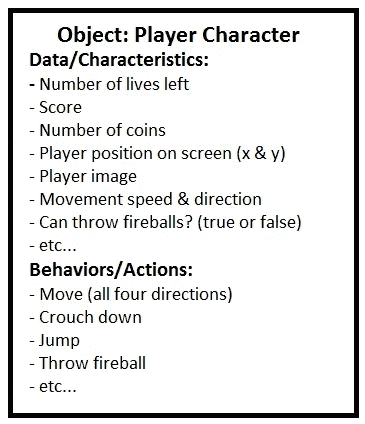 Object: Player Character
Data/Characteristics:
- Number of lives left
- Score
- Number of coins
- Player position on screen (x & y)
- Player image
- Movement speed & direction
- Can throw fireballs? (true or false)
- etc...
Behaviors/Actions:
- Move (all four directions)
- Crouch down
- Jump
- Throw fireball
- etc...